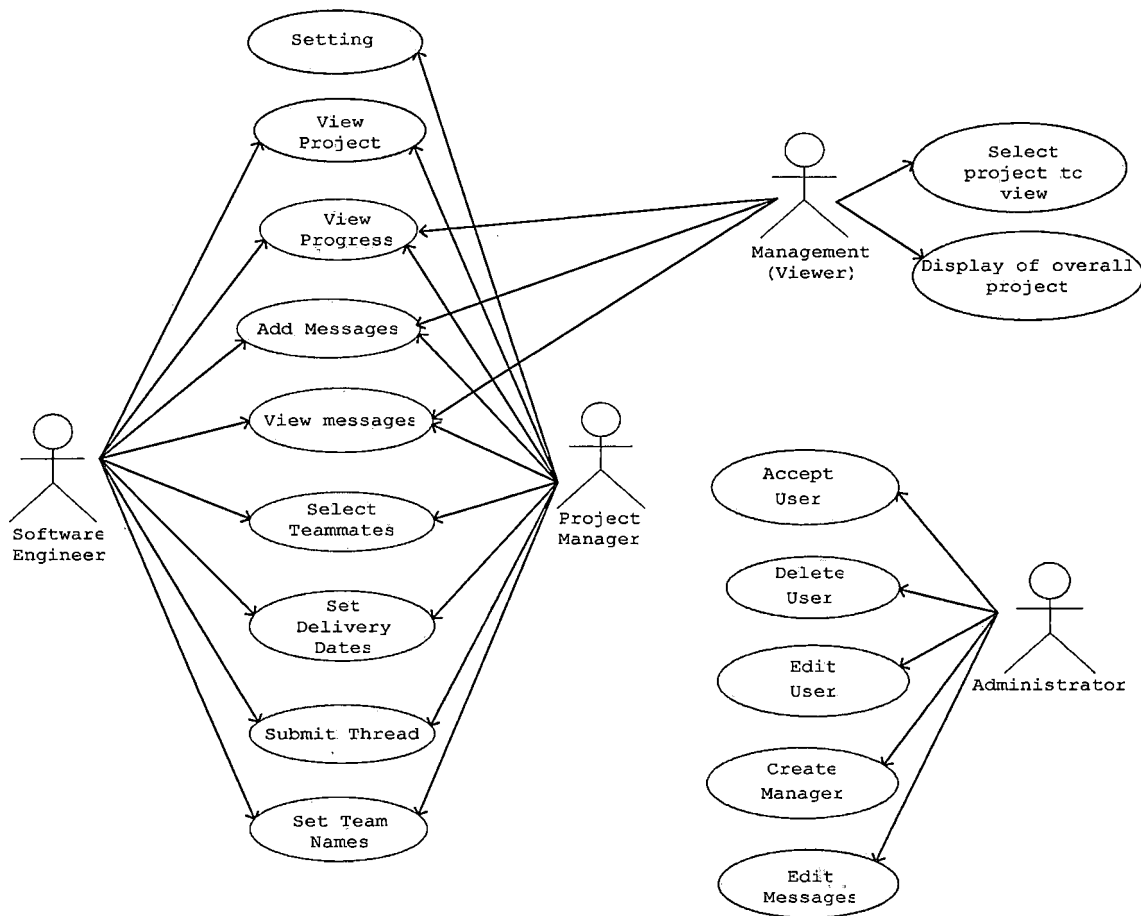 Setting
View
Project
View
Progress
Add Messages
View messages
Select
Teammates
Set
Delivery
Dates
Submit Thread
Set Team
Names
Software
Engineer
Project
Manager
Management
(Viewer)
Select
project tc
view
Display of overall
project
Accept
User
Delete
User
Edit
User
Create
Manager
Edit
Messages
Administrator